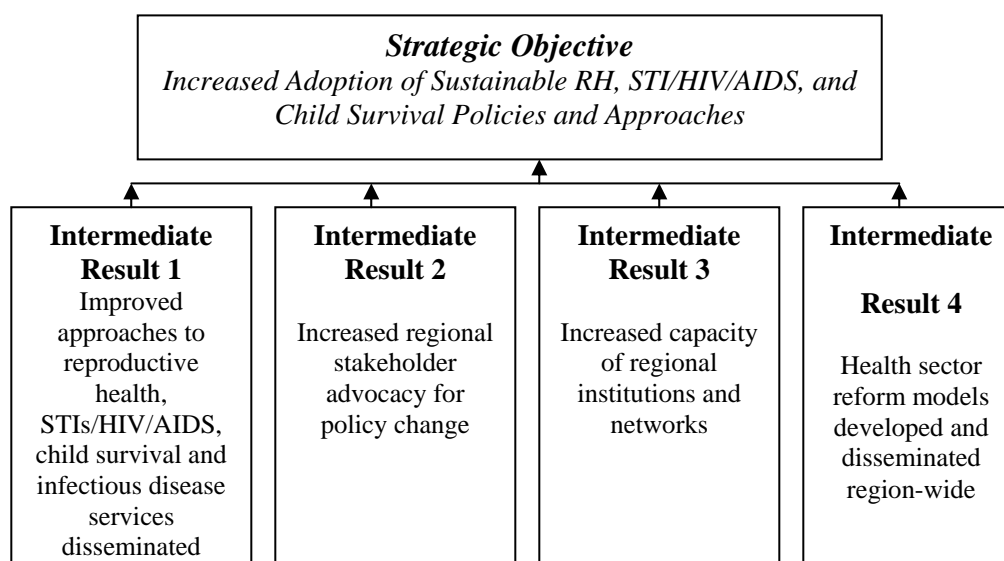 Strategic Objective
Increased Adoption of Sustainable RH, STI/HIV/AIDS, and
Child Survival Policies and Approaches
Intermediate
Result 1
Improved
approaches to
reproductive
health,
STIs/HIV/AIDS,
child survival and
infectious disease
services
disseminated
Intermediate
Result 2
Increased regional
stakeholder
advocacy for
policy change
Intermediate
Result 3
Increased capacity
of regional
institutions and
networks
Intermediate
Result 4
Health sector
reform models
developed and
disseminated
region-wide